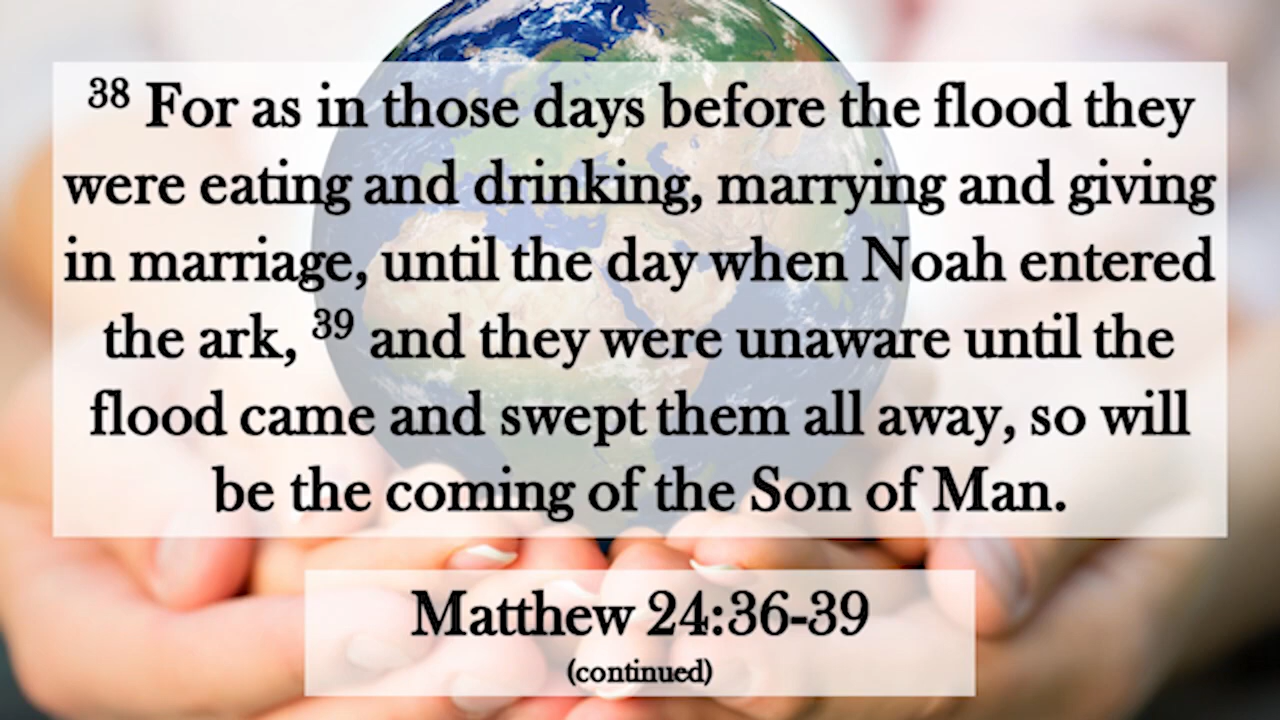 38 For as in those days before the flood they
were eating and drinking, marrying and giving
in marriage, until the day when Noah entered
the ark, 39 and they were unaware until the
flood came and swept them all away, so will
be the coming of the Son of Man.
Matthew 24:36-39
(continued)